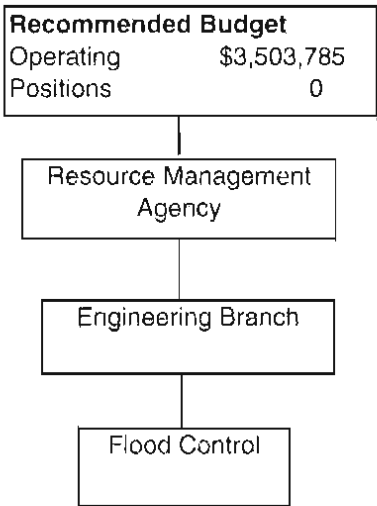 Recommended Budget
Operating $3,503,785
Positions 0
Resource Management
Agency
Engineering Branch
Flood Control